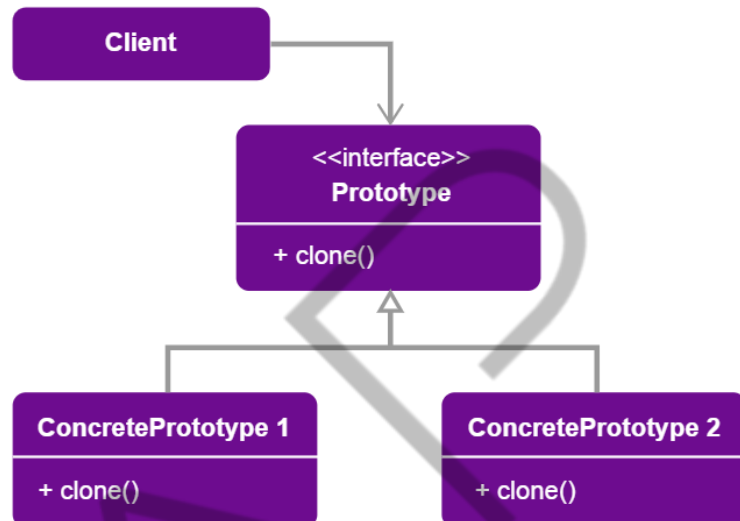 Client
<<interface>>
Prototype
+ clone()
ConcretePrototype 1
+ clone()
ConcretePrototype 2
+ clone()